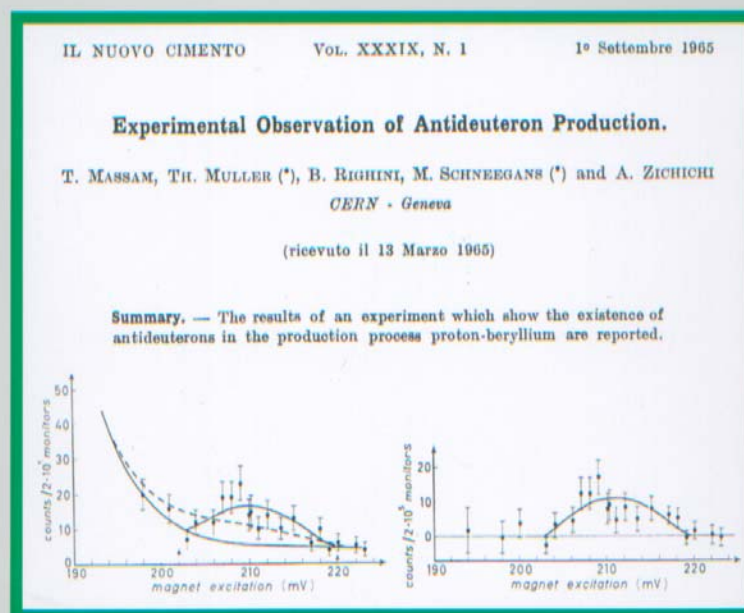 IL NUOVO CIMENTO VOL. XXXIX, N. 1 1º Settembre 1965
Experimental Observation of Antideuteron Production.
T. MASSAM, TH. MULLER (*), B. RIGHINI, M. SCHNEEGANS (*) and A. ZICHICHI
CERN - Geneva
(ricevuto il 13 Marzo 1965)
Summary. — The results of an experiment which show the existence of
antideuterons in the production process proton-beryllium are reported.
counts/2·10⁵ monitors
50
40
30
20
10
0
190 200 210 220
magnet excitation (mV)
counts/2·10⁵ monitors
20
10
0
190 200 210 220
magnet excitation (mV)